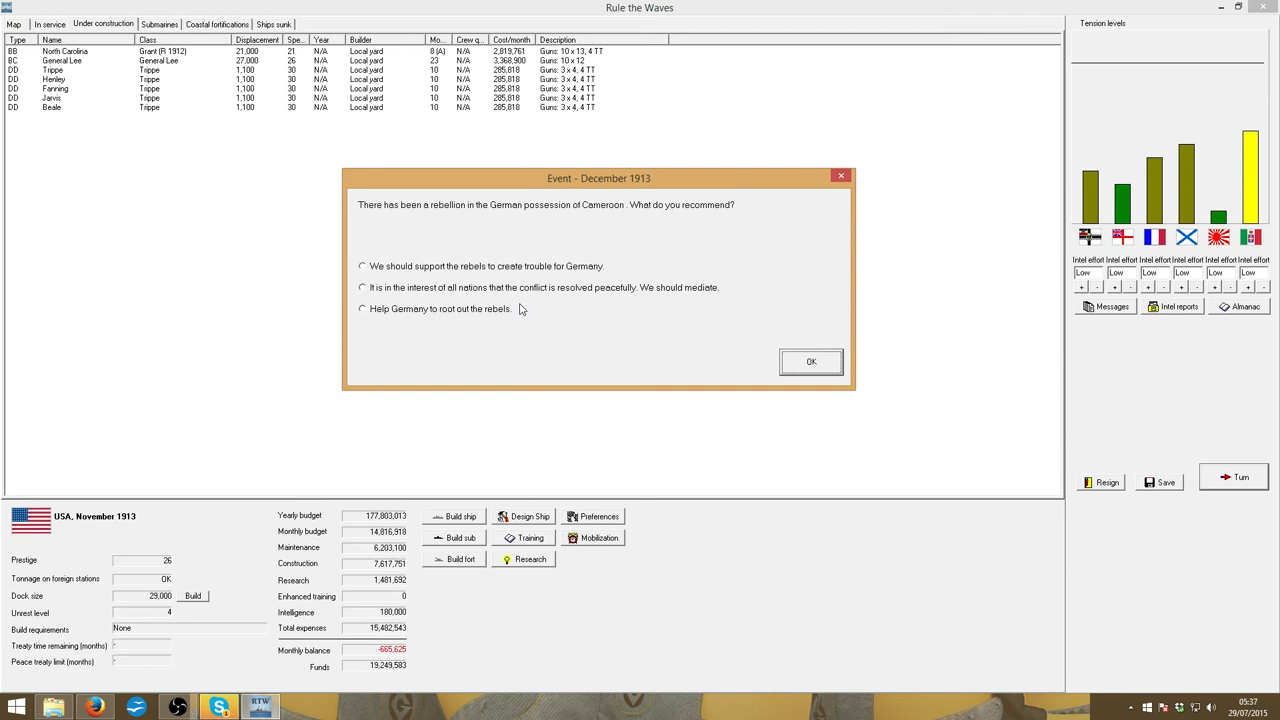 Rule the Waves
Map In service Under construction Submarines Coastal fortifications Ships sunk
Type Name Class Displacement Spe... Year Builder Mo... Crew q... Cost/month Description
BB North Carolina Grant (R 1912) 21,000 21 N/A Local yard 8 (A) N/A 2,819,761 Guns: 10 x 13, 4 TT
BC General Lee General Lee 27,000 26 N/A Local yard 23 N/A 3,368,900 Guns: 10 x 12
DD Trippe Trippe 1,100 30 N/A Local yard 10 N/A 285,818 Guns: 3 x 4, 4 TT
DD Henley Trippe 1,100 30 N/A Local yard 10 N/A 285,818 Guns: 3 x 4, 4 TT
DD Fanning Trippe 1,100 30 N/A Local yard 10 N/A 285,818 Guns: 3 x 4, 4 TT
DD Jarvis Trippe 1,100 30 N/A Local yard 10 N/A 285,818 Guns: 3 x 4, 4 TT
DD Beale Trippe 1,100 30 N/A Local yard 10 N/A 285,818 Guns: 3 x 4, 4 TT
Event - December 1913
There has been a rebellion in the German possession of Cameroon . What do you recommend?
We should support the rebels to create trouble for Germany.
It is in the interest of all nations that the conflict is resolved peacefully. We should mediate.
Help Germany to root out the rebels.
OK
Tension levels
Intel effort Intel effort Intel effort Intel effort Intel effort Intel effort
Low Low Low Low Low Low
+ - + - + - + - + - + -
Messages Intel reports Almanac
Resign Save Turn
USA, November 1913
Prestige 26
Tonnage on foreign stations OK
Dock size 29,000 Build
Unrest level 4
Build requirements None
Treaty time remaining (months) -
Peace treaty limit (months) -
Yearly budget 177,803,013
Monthly budget 14,816,918
Maintenance 6,203,100
Construction 7,617,751
Research 1,481,692
Enhanced training 0
Intelligence 180,000
Total expenses 15,482,543
Monthly balance -665,625
Funds 19,249,583
Build ship Design Ship Preferences
Build sub Training Mobilization
Build fort Research
RTW
05:37
29/07/2015